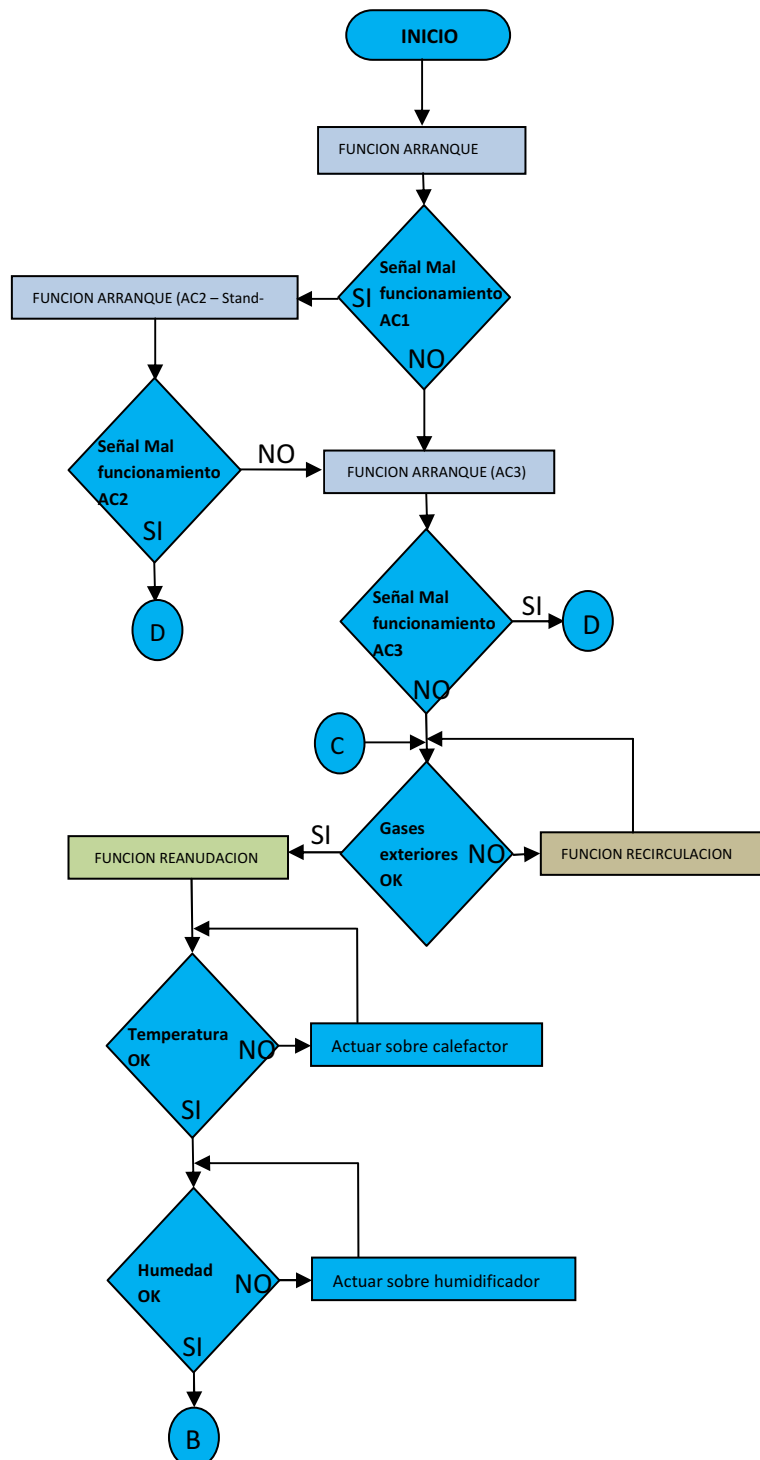 INICIO
FUNCION ARRANQUE
Señal Mal
funcionamiento
AC1
SI
NO
FUNCION ARRANQUE (AC2 – Stand-
Señal Mal
funcionamiento
AC2
NO
SI
D
FUNCION ARRANQUE (AC3)
Señal Mal
funcionamiento
AC3
SI
D
NO
C
Gases
exteriores
OK
SI
NO
FUNCION REANUDACION
FUNCION RECIRCULACION
Temperatura
OK
NO
Actuar sobre calefactor
SI
Humedad
OK
NO
Actuar sobre humidificador
SI
B